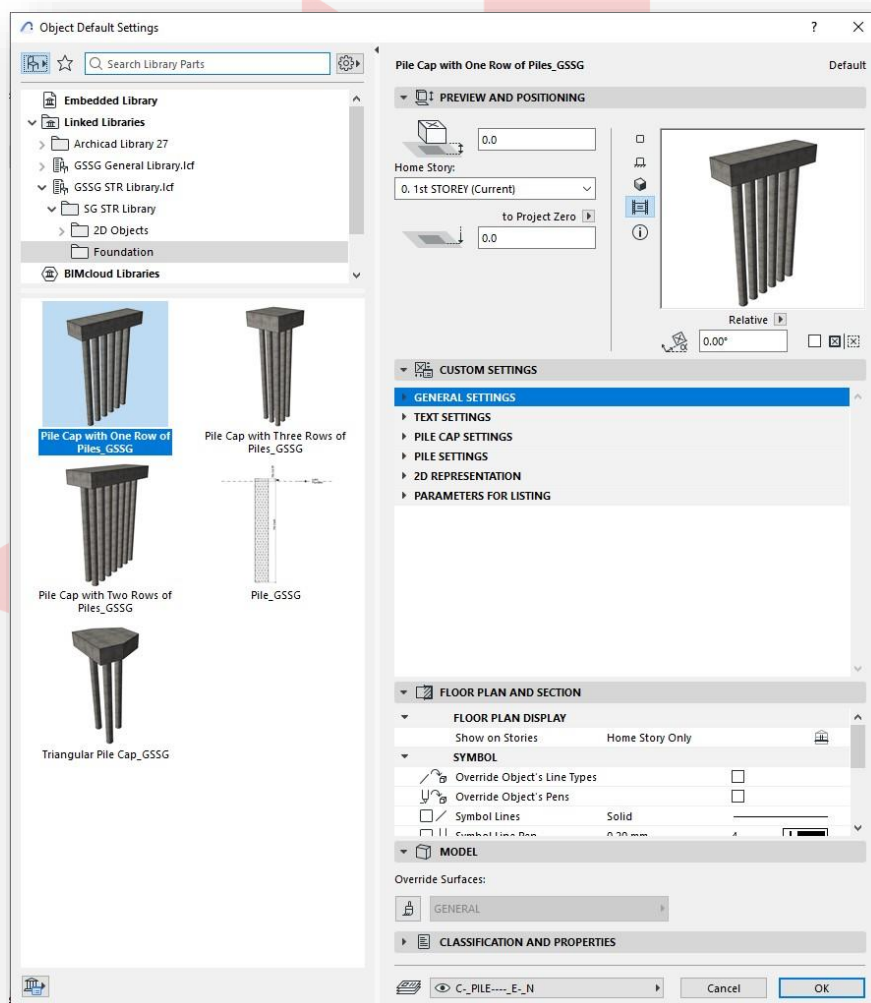 Object Default Settings
?
Search Library Parts
Embedded Library
Linked Libraries
Archicad Library 27
GSSG General Library.lcf
GSSG STR Library.lcf
SG STR Library
2D Objects
Foundation
BIMcloud Libraries
Pile Cap with One Row of
Piles_GSSG
Pile Cap with Three Rows of
Piles_GSSG
Pile Cap with Two Rows of
Piles_GSSG
Pile_GSSG
Triangular Pile Cap_GSSG
Pile Cap with One Row of Piles_GSSG
Default
PREVIEW AND POSITIONING
0.0
Home Story:
0. 1st STOREY (Current)
to Project Zero
0.0
Relative
0.00°
CUSTOM SETTINGS
GENERAL SETTINGS
TEXT SETTINGS
PILE CAP SETTINGS
PILE SETTINGS
2D REPRESENTATION
PARAMETERS FOR LISTING
FLOOR PLAN AND SECTION
FLOOR PLAN DISPLAY
Show on Stories Home Story Only
SYMBOL
Override Object's Line Types
Override Object's Pens
Symbol Lines Solid
Symbol Line Pen 0.20 mm 4
MODEL
Override Surfaces:
GENERAL
CLASSIFICATION AND PROPERTIES
C-_PILE----_E-_N
Cancel
OK